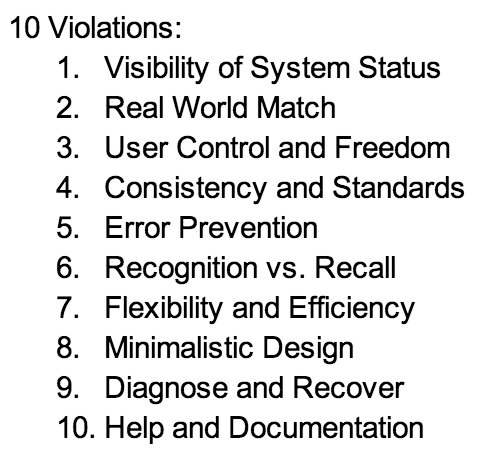 10 Violations:
1. Visibility of System Status
2. Real World Match
3. User Control and Freedom
4. Consistency and Standards
5. Error Prevention
6. Recognition vs. Recall
7. Flexibility and Efficiency
8. Minimalistic Design
9. Diagnose and Recover
10. Help and Documentation